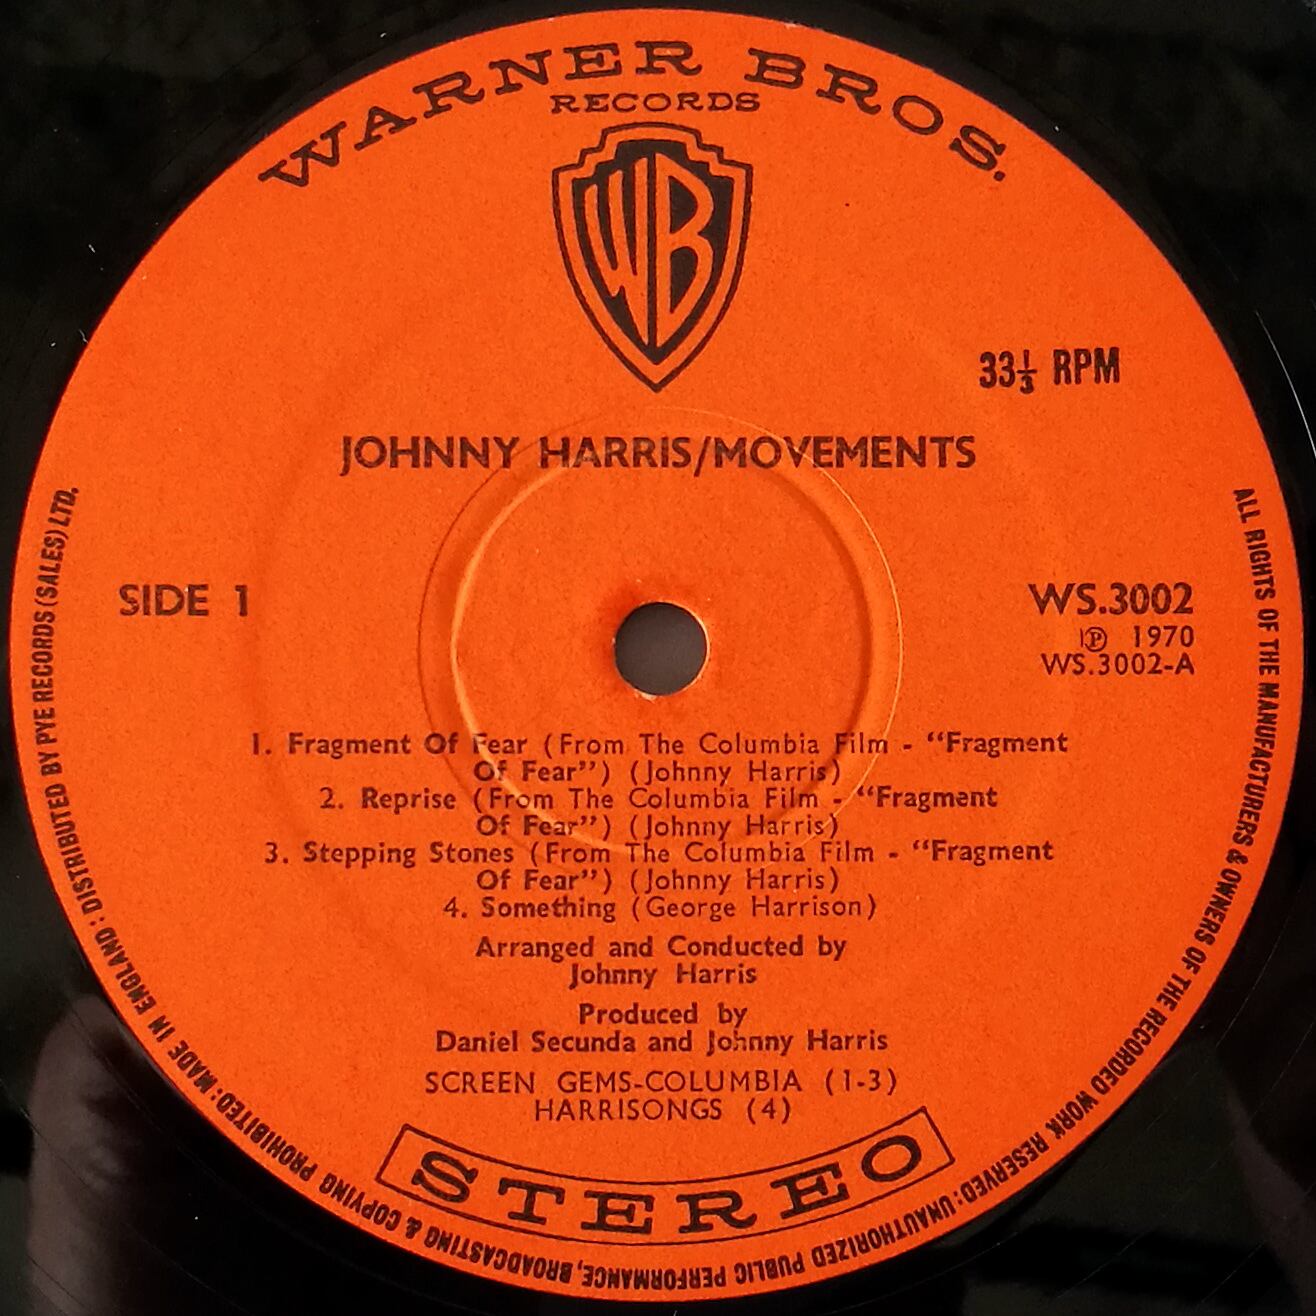 WARNER BROS.
RECORDS
WB
33⅓ RPM
JOHNNY HARRIS/MOVEMENTS
SIDE 1
WS.3002
Ⓟ 1970
WS.3002-A
1. Fragment Of Fear (From The Columbia Film - “Fragment
Of Fear”) (Johnny Harris)
2. Reprise (From The Columbia Film - “Fragment
Of Fear”) (Johnny Harris)
3. Stepping Stones (From The Columbia Film - “Fragment
Of Fear”) (Johnny Harris)
4. Something (George Harrison)
Arranged and Conducted by
Johnny Harris
Produced by
Daniel Secunda and Johnny Harris
SCREEN GEMS-COLUMBIA (1-3)
HARRISONGS (4)
STEREO
ALL RIGHTS OF THE MANUFACTURERS & OWNERS OF THE RECORDED WORK RESERVED: UNAUTHORIZED PUBLIC PERFORMANCE, BROADCASTING & COPYING PROHIBITED: MADE IN ENGLAND: DISTRIBUTED BY PYE RECORDS (SALES) LTD.